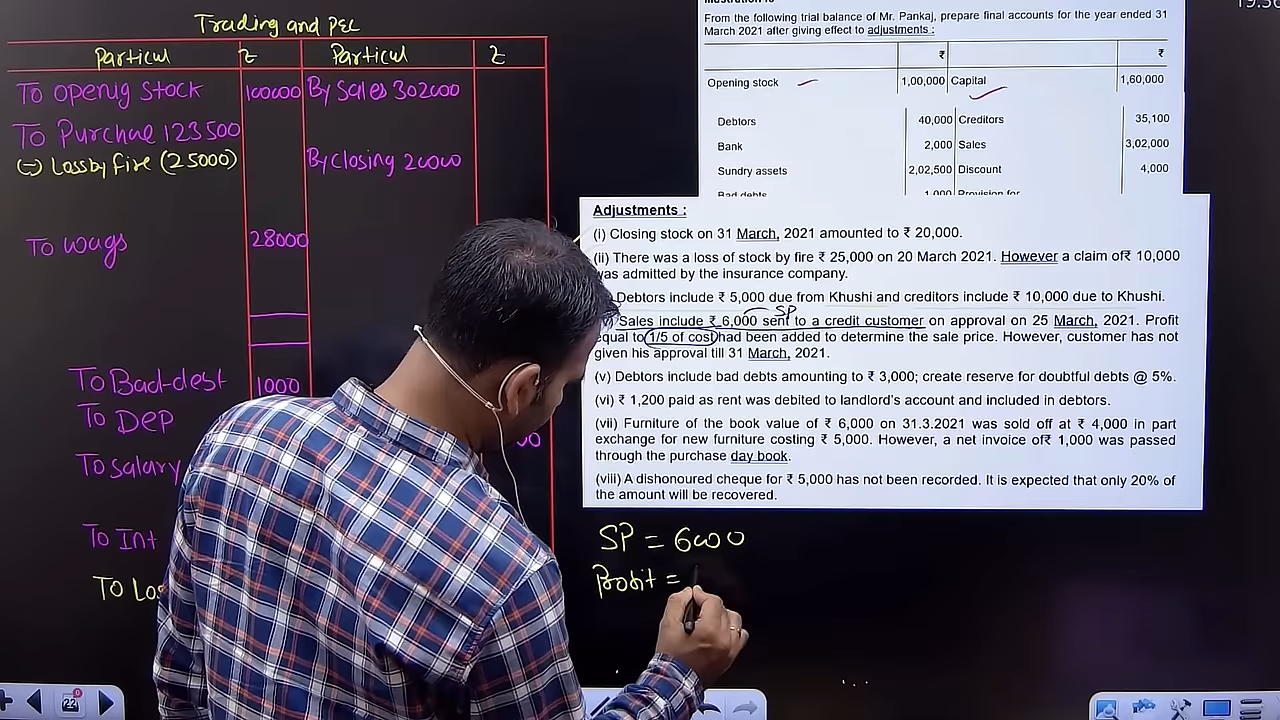 Trading and P&L
Particul ₹ Particul ₹
To openig stock 100000 By Sales 302000
To Purchae 123500
(-) Loss by fire (25000) By closing 20000
To wags 28000
To Bad-dest 1000
To Dep
To salary
To Int
To Los
From the following trial balance of Mr. Pankaj, prepare final accounts for the year ended 31
March 2021 after giving effect to adjustments :
₹ ₹
Opening stock 1,00,000 Capital 1,60,000
Debtors 40,000 Creditors 35,100
Bank 2,000 Sales 3,02,000
Sundry assets 2,02,500 Discount 4,000
Bad debts 1,000 Provision for
Adjustments :
(i) Closing stock on 31 March, 2021 amounted to ₹ 20,000.
(ii) There was a loss of stock by fire ₹ 25,000 on 20 March 2021. However a claim of₹ 10,000
was admitted by the insurance company.
Debtors include ₹ 5,000 due from Khushi and creditors include ₹ 10,000 due to Khushi.
SP
Sales include ₹ 6,000 sent to a credit customer on approval on 25 March, 2021. Profit
equal to 1/5 of cost had been added to determine the sale price. However, customer has not
given his approval till 31 March, 2021.
(v) Debtors include bad debts amounting to ₹ 3,000; create reserve for doubtful debts @ 5%.
(vi) ₹ 1,200 paid as rent was debited to landlord's account and included in debtors.
(vii) Furniture of the book value of ₹ 6,000 on 31.3.2021 was sold off at ₹ 4,000 in part
exchange for new furniture costing ₹ 5,000. However, a net invoice of₹ 1,000 was passed
through the purchase day book.
(viii) A dishonoured cheque for ₹ 5,000 has not been recorded. It is expected that only 20% of
the amount will be recovered.
SP = 6000
Profit =
22